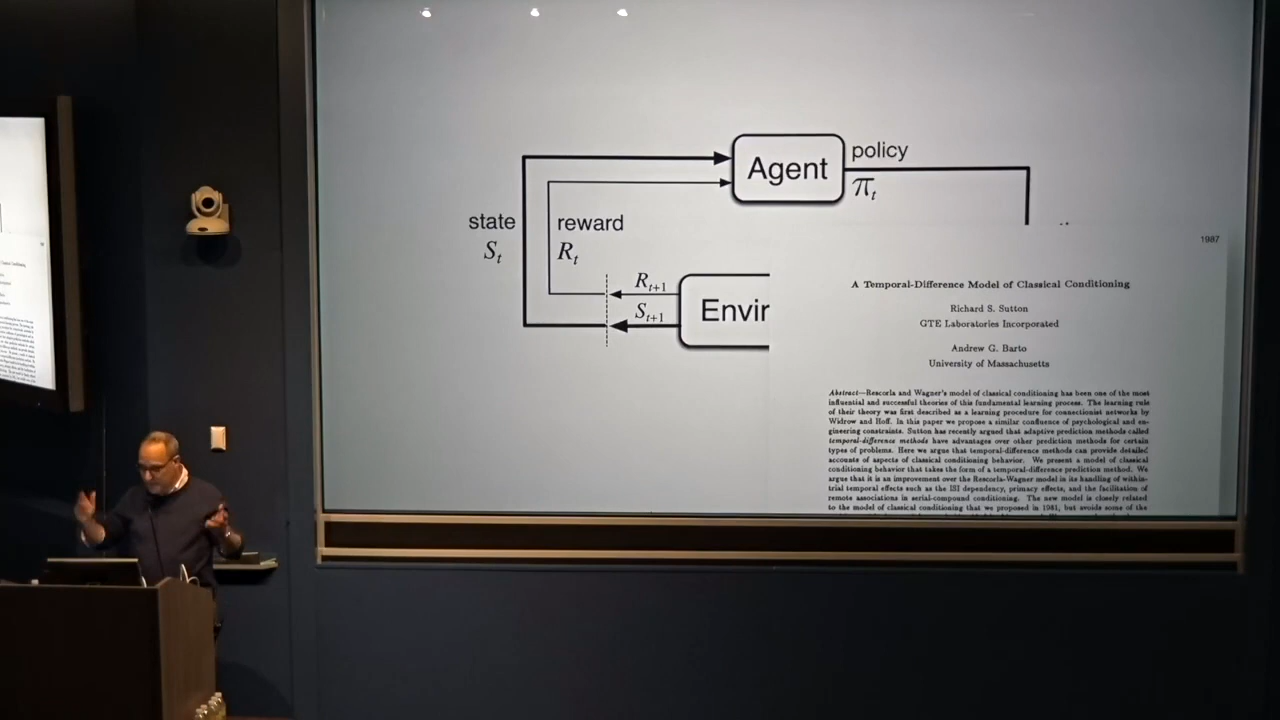 Agent
policy
πt
state
St
reward
Rt
Rt+1
St+1
Envir
1987
A Temporal-Difference Model of Classical Conditioning
Richard S. Sutton
GTE Laboratories Incorporated
Andrew G. Barto
University of Massachusetts
Abstract—Rescorla and Wagner's model of classical conditioning has been one of the most
influential and successful theories of this fundamental learning process. The learning rule
of their theory was first described as a learning procedure for connectionist networks by
Widrow and Hoff. In this paper we propose a similar confluence of psychological and en-
gineering constraints. Sutton has recently argued that adaptive prediction methods called
temporal-difference methods have advantages over other prediction methods for certain
types of problems. Here we argue that temporal-difference methods can provide detailed
accounts of aspects of classical conditioning behavior. We present a model of classical
conditioning behavior that takes the form of a temporal-difference prediction method. We
argue that it is an improvement over the Rescorla-Wagner model in its handling of within-
trial temporal effects such as the ISI dependency, primacy effects, and the facilitation of
remote associations in serial-compound conditioning. The new model is closely related
to the model of classical conditioning that we proposed in 1981, but avoids some of the